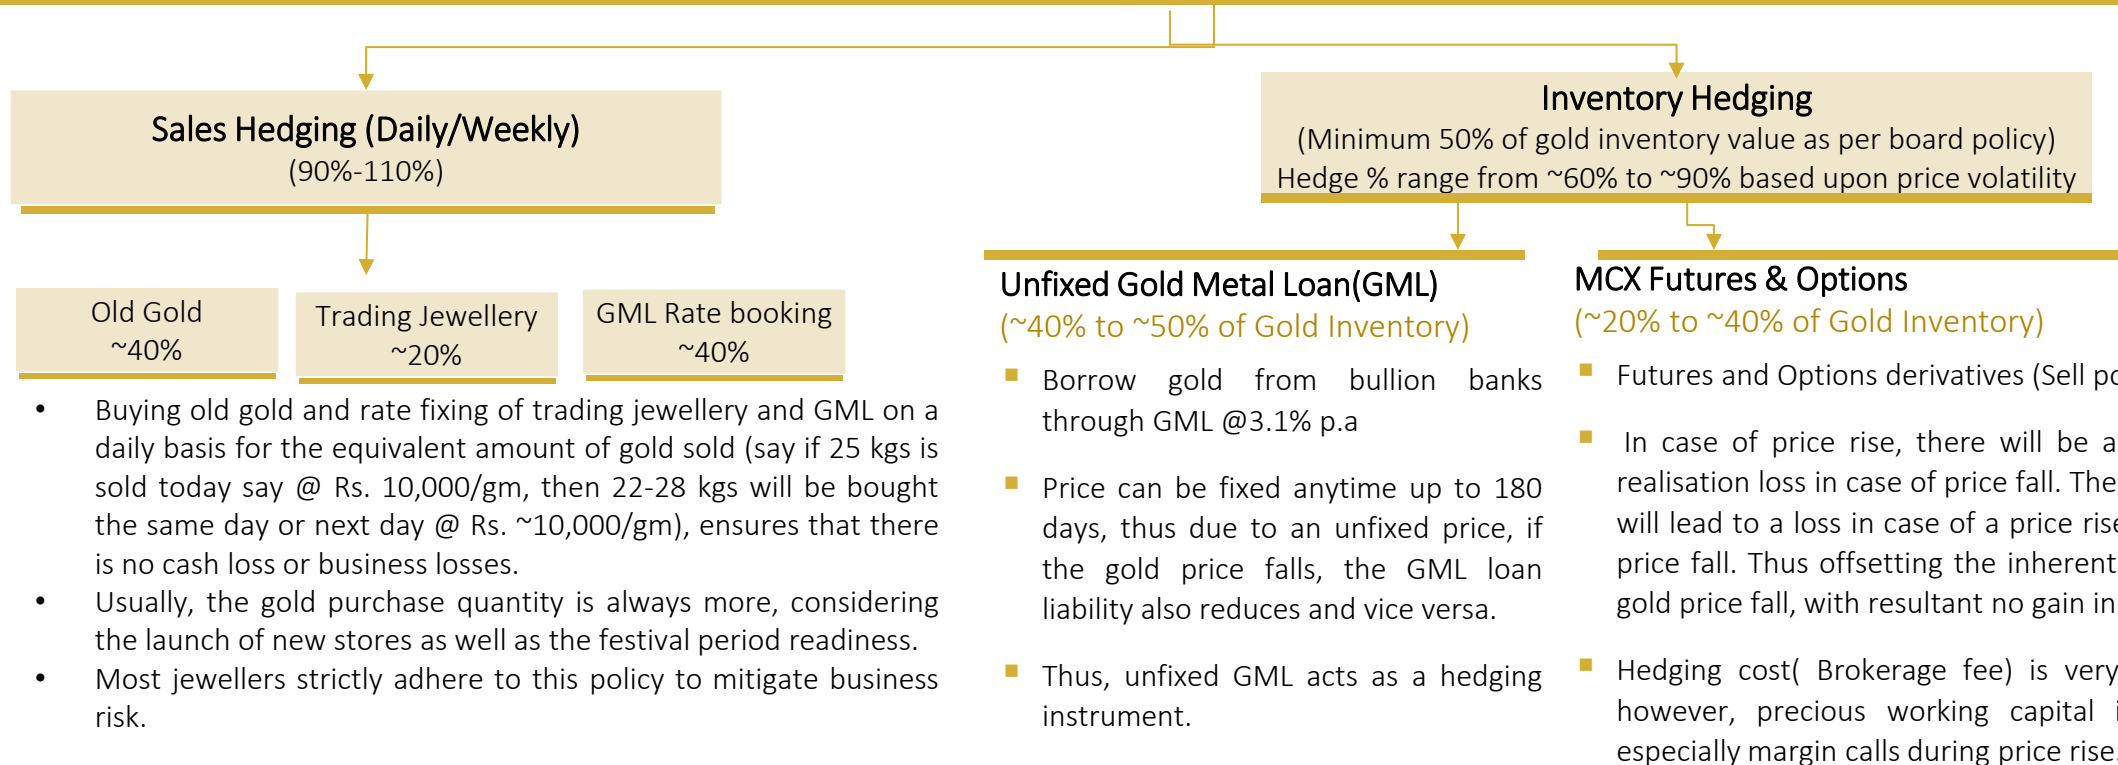 Sales Hedging (Daily/Weekly)
(90%-110%)
Old Gold
~40%
Trading Jewellery
~20%
GML Rate booking
~40%
• Buying old gold and rate fixing of trading jewellery and GML on a
daily basis for the equivalent amount of gold sold (say if 25 kgs is
sold today say @ Rs. 10,000/gm, then 22-28 kgs will be bought
the same day or next day @ Rs. ~10,000/gm), ensures that there
is no cash loss or business losses.
• Usually, the gold purchase quantity is always more, considering
the launch of new stores as well as the festival period readiness.
• Most jewellers strictly adhere to this policy to mitigate business
risk.
Inventory Hedging
(Minimum 50% of gold inventory value as per board policy)
Hedge % range from ~60% to ~90% based upon price volatility
Unfixed Gold Metal Loan(GML)
(~40% to ~50% of Gold Inventory)
▪ Borrow gold from bullion banks
through GML @3.1% p.a
▪ Price can be fixed anytime up to 180
days, thus due to an unfixed price, if
the gold price falls, the GML loan
liability also reduces and vice versa.
▪ Thus, unfixed GML acts as a hedging
instrument.
MCX Futures & Options
(~20% to ~40% of Gold Inventory)
▪ Futures and Options derivatives (Sell
▪ In case of price rise, there will be a
realisation loss in case of price fall. The
will lead to a loss in case of a price rise
price fall. Thus offsetting the inherent
gold price fall, with resultant no gain in
▪ Hedging cost( Brokerage fee) is very
however, precious working capital
especially margin calls during price rise.